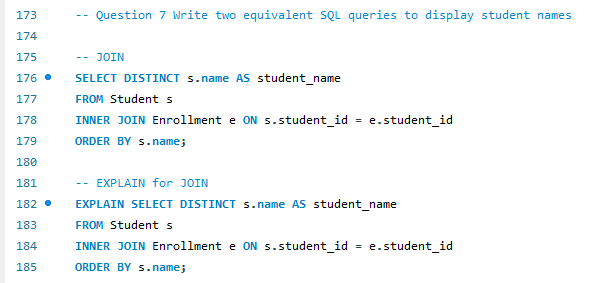 173 -- Question 7 Write two equivalent SQL queries to display student names
174
175 -- JOIN
176 SELECT DISTINCT s.name AS student_name
177 FROM Student s
178 INNER JOIN Enrollment e ON s.student_id = e.student_id
179 ORDER BY s.name;
180
181 -- EXPLAIN for JOIN
182 EXPLAIN SELECT DISTINCT s.name AS student_name
183 FROM Student s
184 INNER JOIN Enrollment e ON s.student_id = e.student_id
185 ORDER BY s.name;